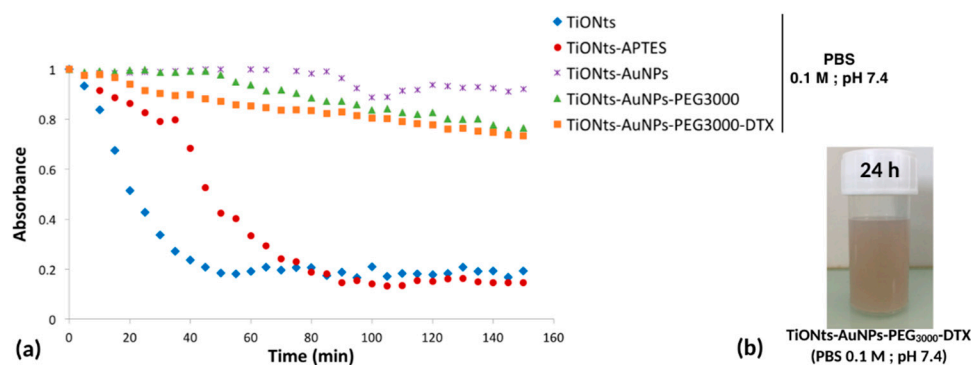 TiONts
TiONts-APTES
TiONts-AuNPs
TiONts-AuNPs-PEG3000
TiONts-AuNPs-PEG3000-DTX
PBS
0.1 M ; pH 7.4
Absorbance
1
0.8
0.6
0.4
0.2
0
0 20 40 60 80 100 120 140 160
Time (min)
(a)
24 h
(b)
TiONts-AuNPs-PEG3000-DTX
(PBS 0.1 M ; pH 7.4)